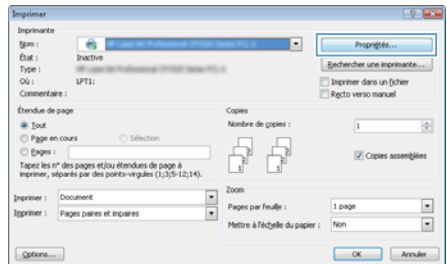 Imprimer
Imprimante
Nom :
Propriétés...
État : Inactive
Rechercher une imprimante...
Type :
Où : LPT1:
Imprimer dans un fichier
Commentaire :
Recto verso manuel
Étendue de page
Copies
Tout
Nombre de copies : 1
Page en cours
Sélection
Pages :
Copies assemblées
Tapez les n° des pages et/ou étendues de page à
imprimer, séparés par des points-virgules (1;3;5-12;14).
Imprimer : Document
Zoom
Pages par feuille : 1 page
Imprimer : Pages paires et impaires
Mettre à l'échelle du papier : Non
Options...
OK
Annuler